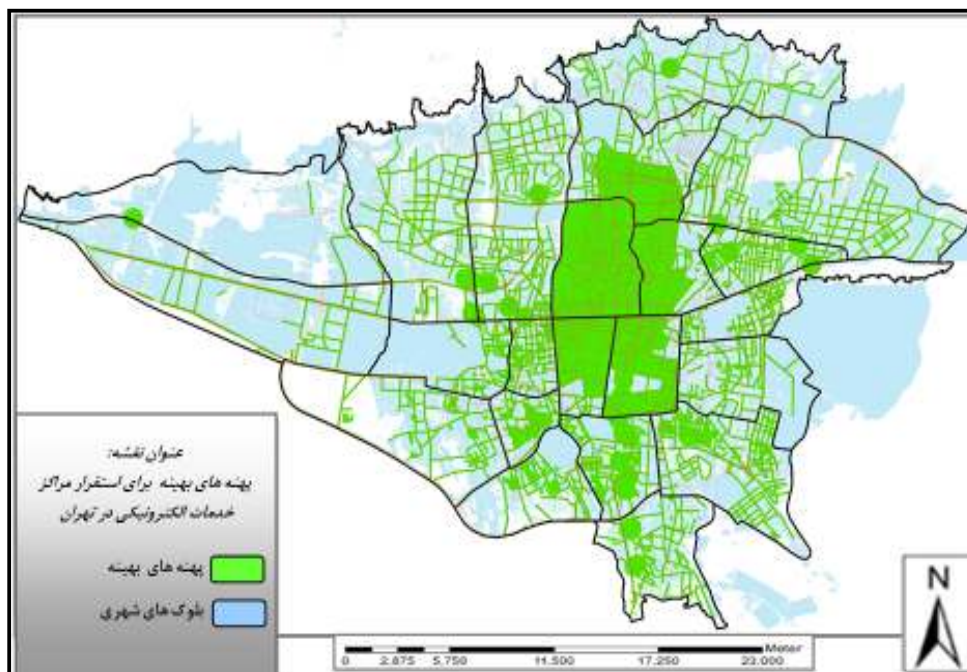 عنوان نقشه:
پهنه های بهینه برای استقرار مراکز
خدمات الکترونیکی در تهران
پهنه های بهینه
بلوک های شهری
N
Meter
0 2.875 5.750 11.500 17.250 23.000